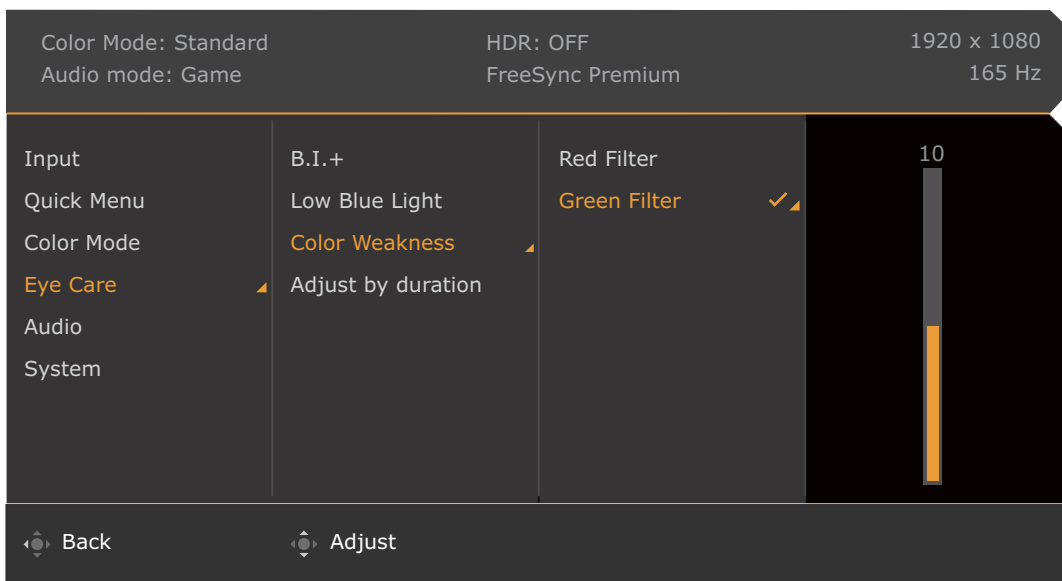 Color Mode: Standard
Audio mode: Game
HDR: OFF
FreeSync Premium
1920 x 1080
165 Hz
Input
Quick Menu
Color Mode
Eye Care
Audio
System
B.I.+
Low Blue Light
Color Weakness
Adjust by duration
Red Filter
Green Filter
10
Back
Adjust